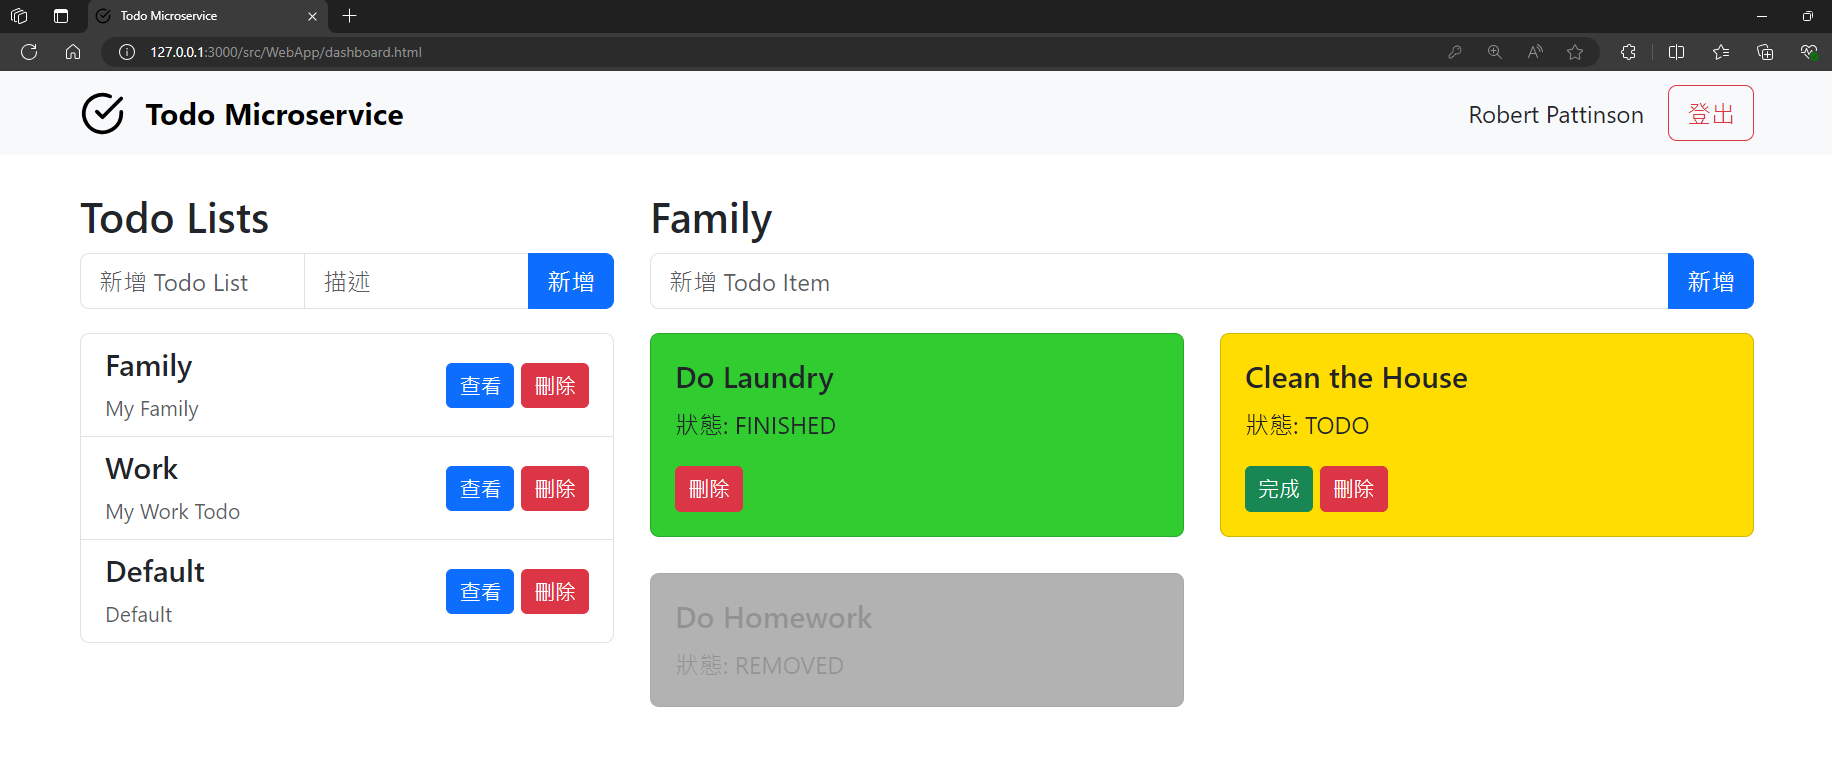 Todo Microservice
127.0.0.1:3000/src/WebApp/dashboard.html
Todo Microservice
Robert Pattinson
登出
Todo Lists
新增 Todo List
描述
新增
Family
My Family
查看
刪除
Work
My Work Todo
查看
刪除
Default
Default
查看
刪除
Family
新增 Todo Item
新增
Do Laundry
狀態: FINISHED
刪除
Clean the House
狀態: TODO
完成
刪除
Do Homework
狀態: REMOVED